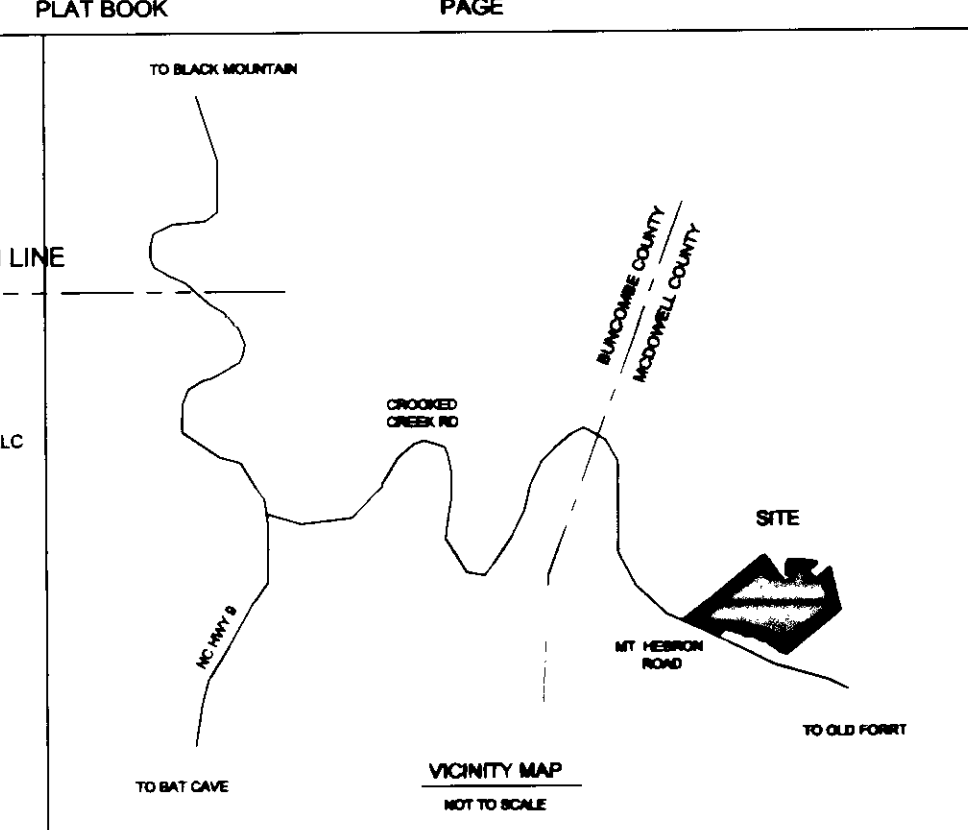 PLAT BOOK
PAGE
TO BLACK MOUNTAIN
LINE
BUNCOMBE COUNTY
MCDOWELL COUNTY
CROOKED
CREEK RD
LC
SITE
NC HWY 9
MT HEBRON
ROAD
TO OLD FORRT
VICINITY MAP
NOT TO SCALE
TO BAT CAVE